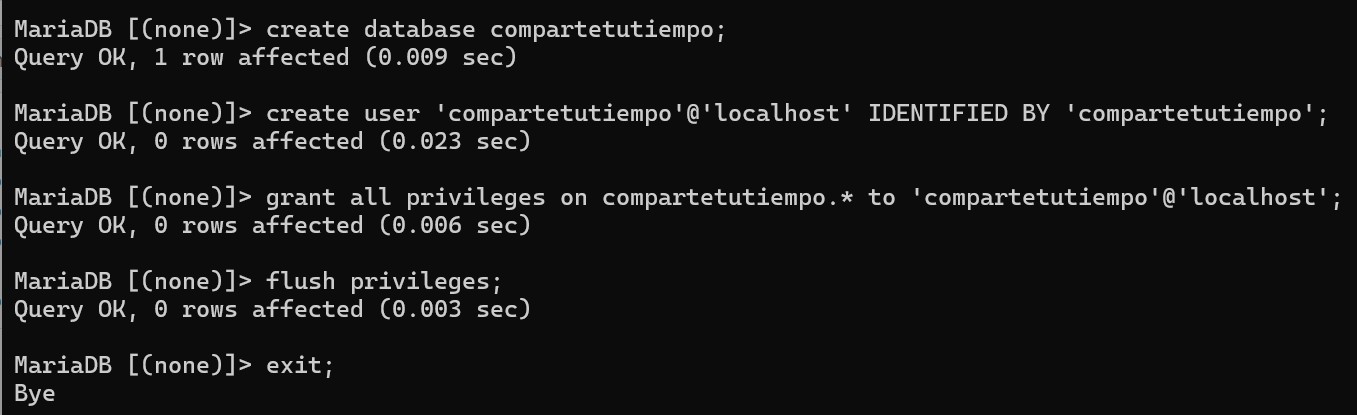 MariaDB [(none)]> create database compartetutiempo;
Query OK, 1 row affected (0.009 sec)
MariaDB [(none)]> create user 'compartetutiempo'@'localhost' IDENTIFIED BY 'compartetutiempo';
Query OK, 0 rows affected (0.023 sec)
MariaDB [(none)]> grant all privileges on compartetutiempo.* to 'compartetutiempo'@'localhost';
Query OK, 0 rows affected (0.006 sec)
MariaDB [(none)]> flush privileges;
Query OK, 0 rows affected (0.003 sec)
MariaDB [(none)]> exit;
Bye